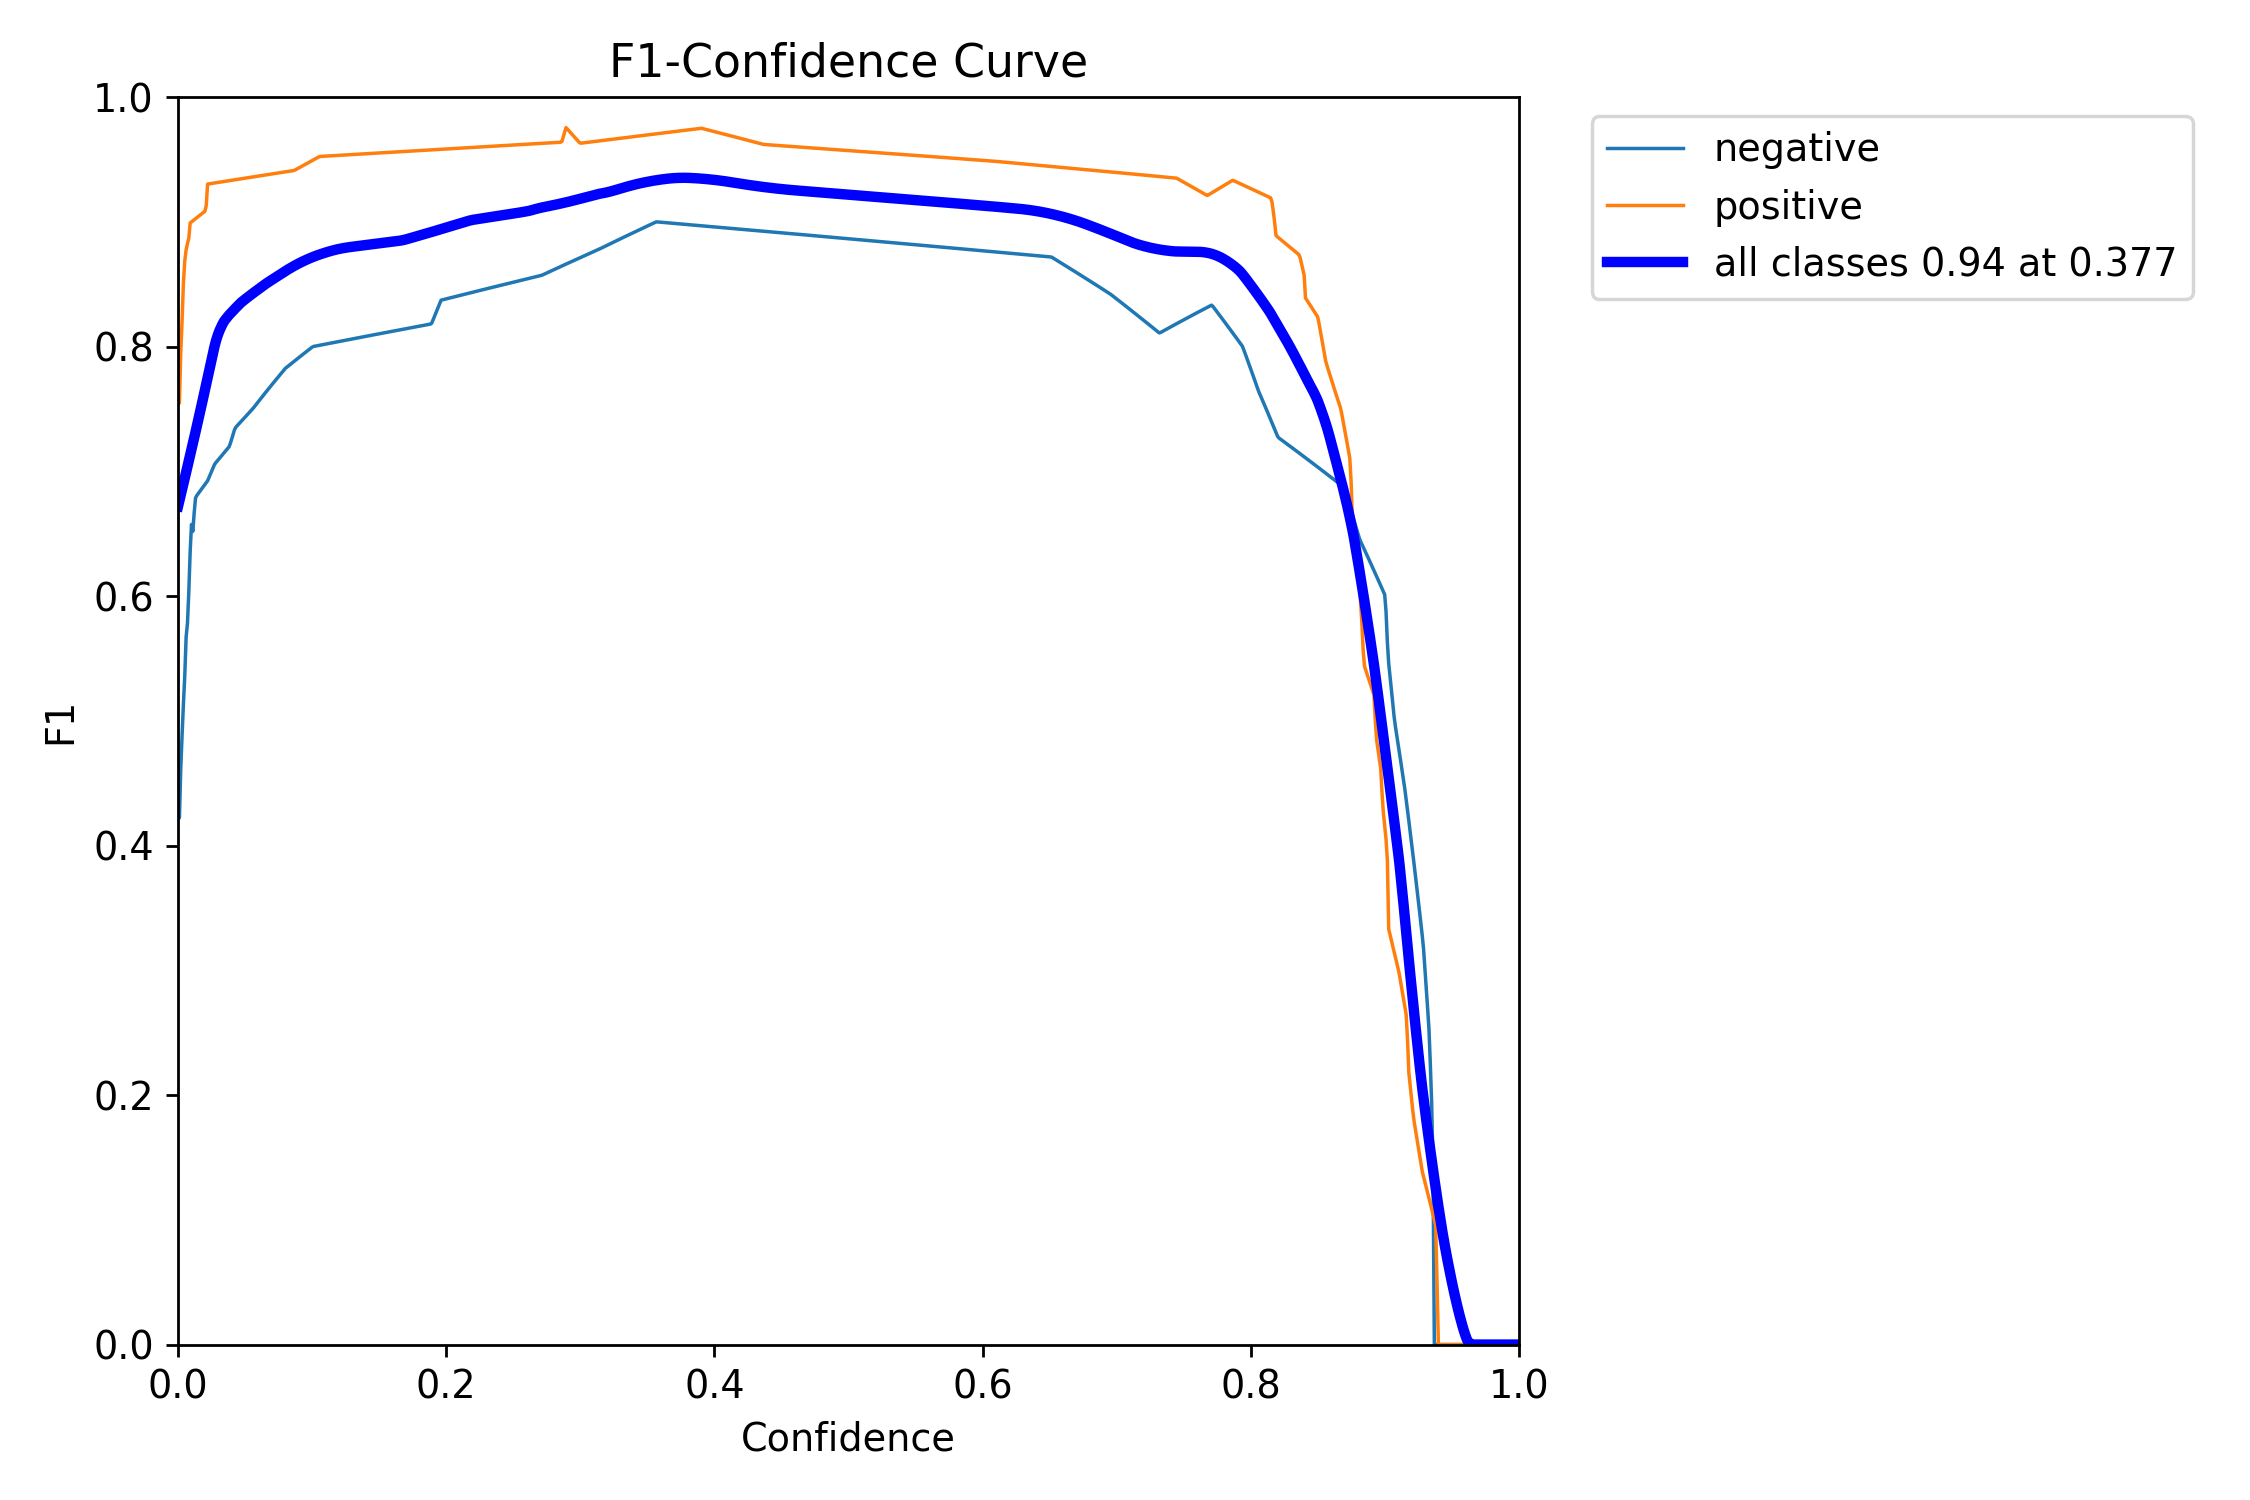 F1-Confidence Curve
1.0
0.8
0.6
0.4
0.2
0.0
F1
0.0 0.2 0.4 0.6 0.8 1.0
Confidence
negative
positive
all classes 0.94 at 0.377